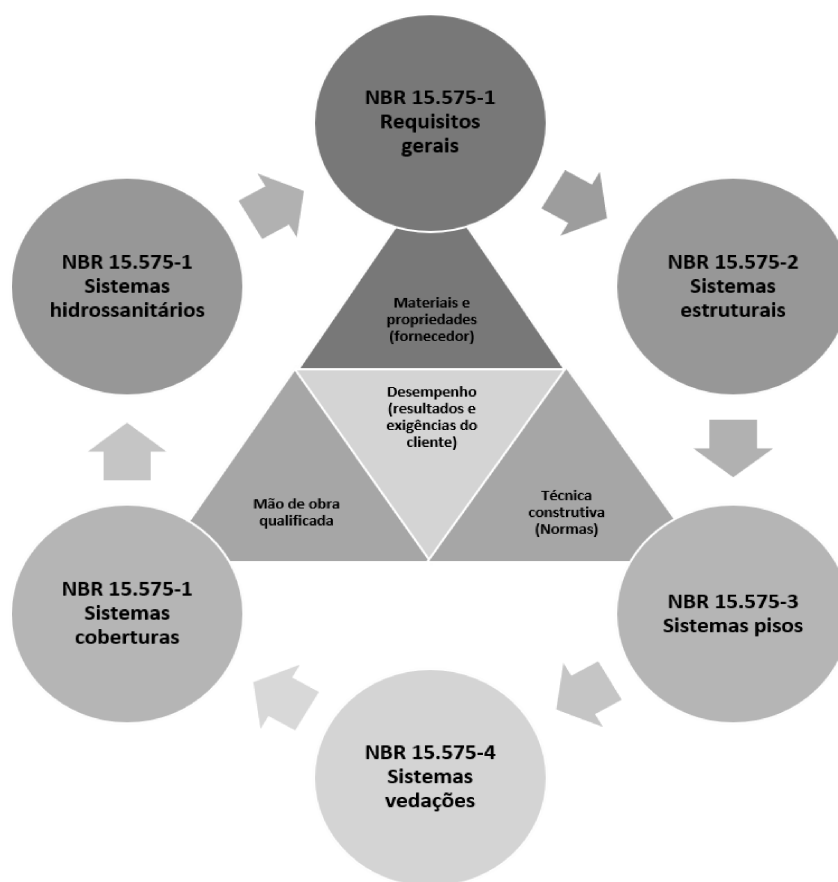 NBR 15.575-1
Requisitos
gerais
NBR 15.575-2
Sistemas
estruturais
NBR 15.575-3
Sistemas pisos
NBR 15.575-4
Sistemas
vedações
NBR 15.575-1
Sistemas
coberturas
NBR 15.575-1
Sistemas
hidrossanitários
Materiais e
propriedades
(fornecedor)
Desempenho
(resultados e
exigências do
cliente)
Mão de obra
qualificada
Técnica
construtiva
(Normas)